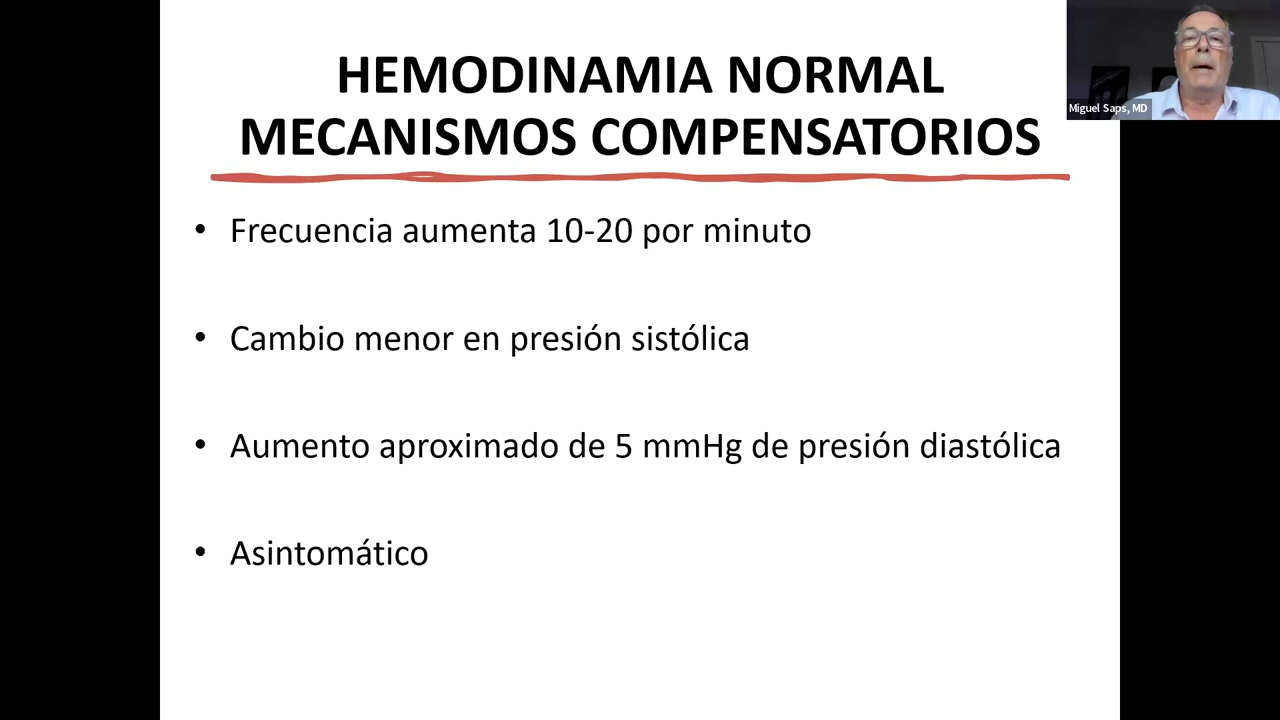 HEMODINAMIA NORMAL
MECANISMOS COMPENSATORIOS
Miguel Saps, MD
• Frecuencia aumenta 10-20 por minuto
• Cambio menor en presión sistólica
• Aumento aproximado de 5 mmHg de presión diastólica
• Asintomático